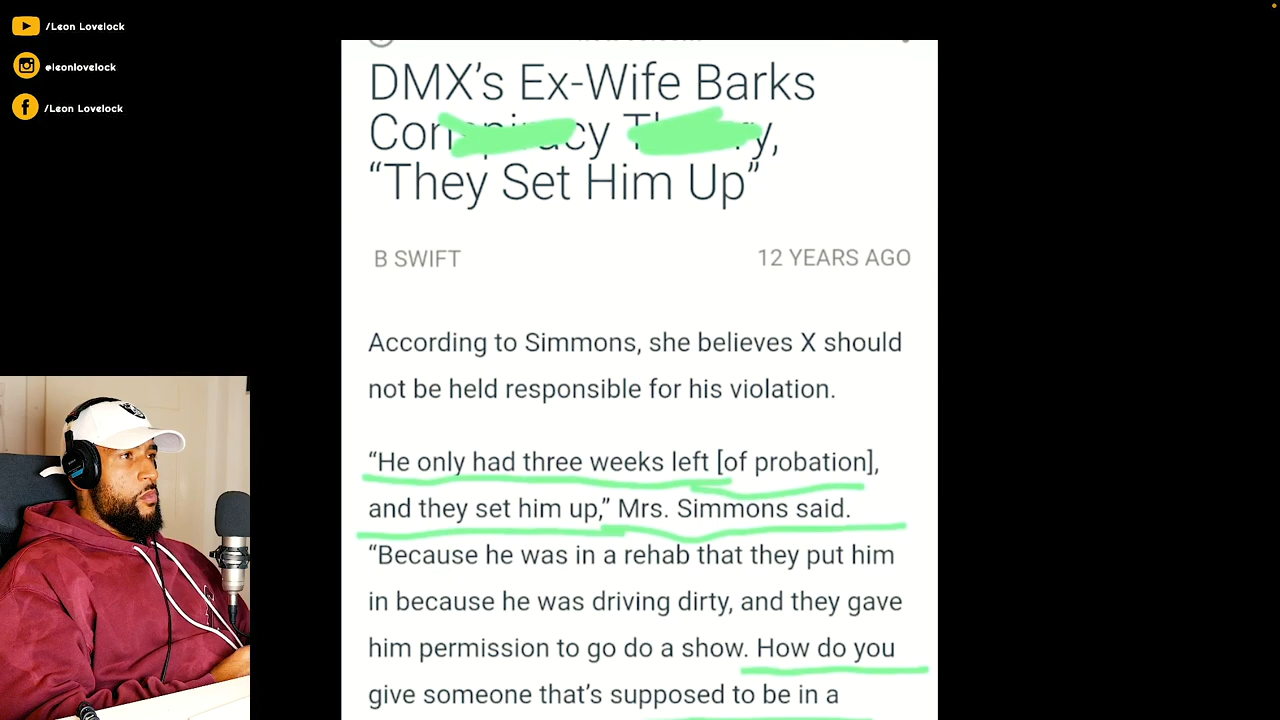 /Leon Lovelock
@leonlovelock
/Leon Lovelock
DMX's Ex-Wife Barks
Conspiracy Theory,
“They Set Him Up”
B SWIFT
12 YEARS AGO
According to Simmons, she believes X should
not be held responsible for his violation.
“He only had three weeks left [of probation],
and they set him up,” Mrs. Simmons said.
“Because he was in a rehab that they put him
in because he was driving dirty, and they gave
him permission to go do a show. How do you
give someone that’s supposed to be in a